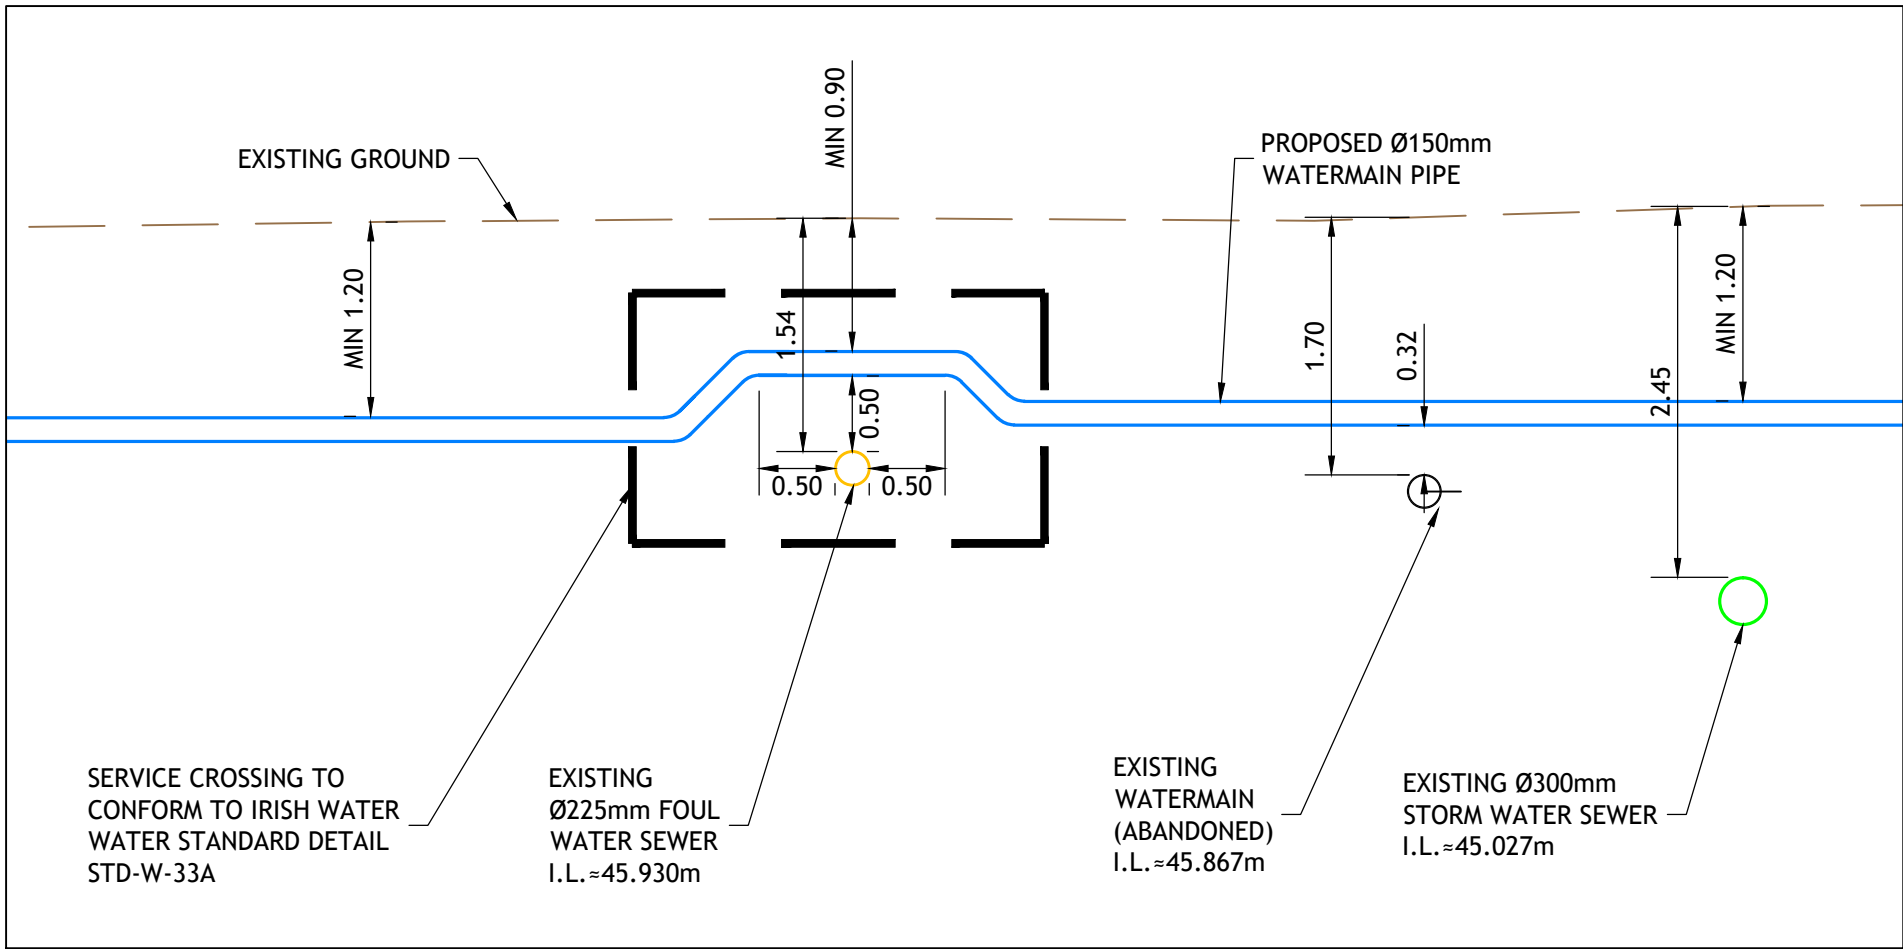 MIN 0.90
EXISTING GROUND
PROPOSED Ø150mm
WATERMAIN PIPE
MIN 1.20
1.54
1.70
0.32
2.45
MIN 1.20
0.50
0.50
0.50
SERVICE CROSSING TO
CONFORM TO IRISH WATER
WATER STANDARD DETAIL
STD-W-33A
EXISTING
Ø225mm FOUL
WATER SEWER
I.L.≈45.930m
EXISTING
WATERMAIN
(ABANDONED)
I.L.≈45.867m
EXISTING Ø300mm
STORM WATER SEWER
I.L.≈45.027m